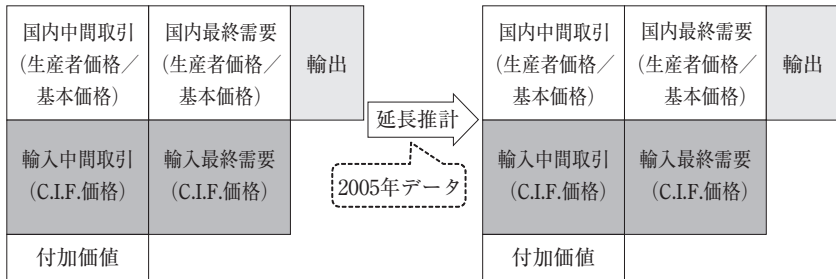 国内中間取引
(生産者価格／
基本価格)
国内最終需要
(生産者価格／
基本価格)
輸出
輸入中間取引
(C.I.F.価格)
輸入最終需要
(C.I.F.価格)
付加価値
延長推計
2005年データ
国内中間取引
(生産者価格／
基本価格)
国内最終需要
(生産者価格／
基本価格)
輸出
輸入中間取引
(C.I.F.価格)
輸入最終需要
(C.I.F.価格)
付加価値